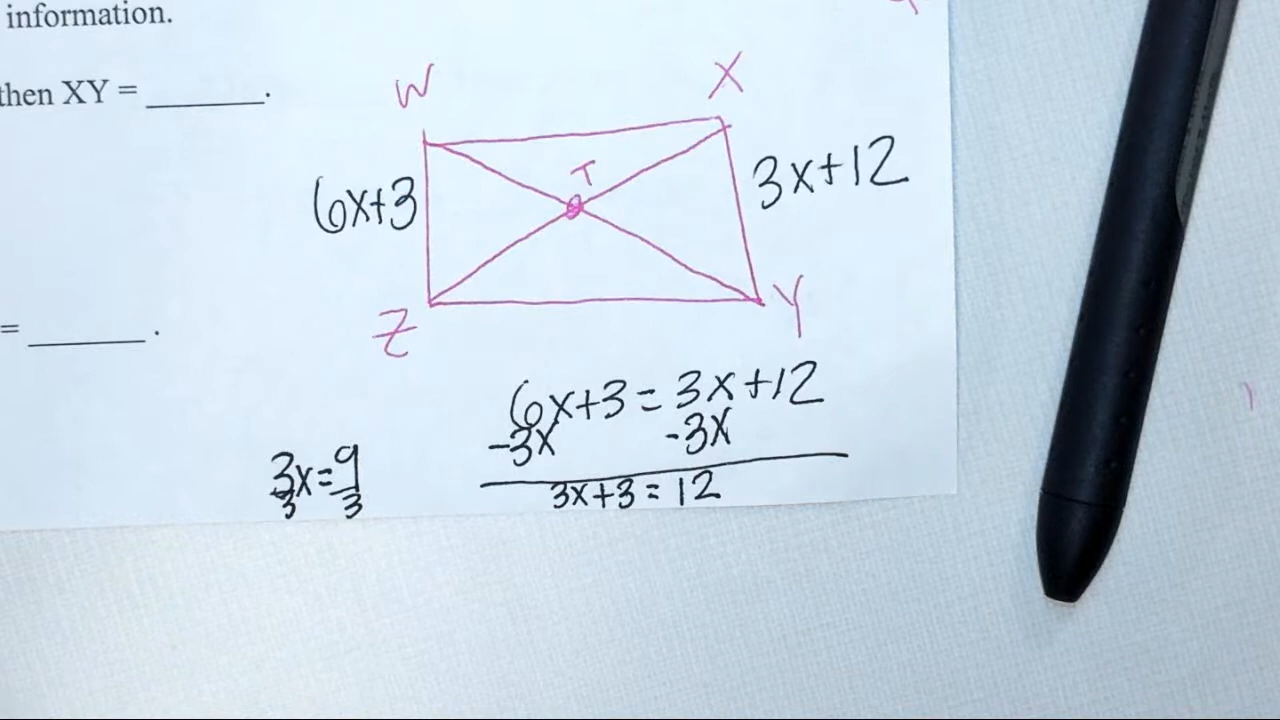 information.
then XY = ______.
W
X
T
6x+3
3x+12
Z
Y
= ______ .
6x+3 = 3x+12
-3x -3x
3x+3 = 12
3x = 9
3 3